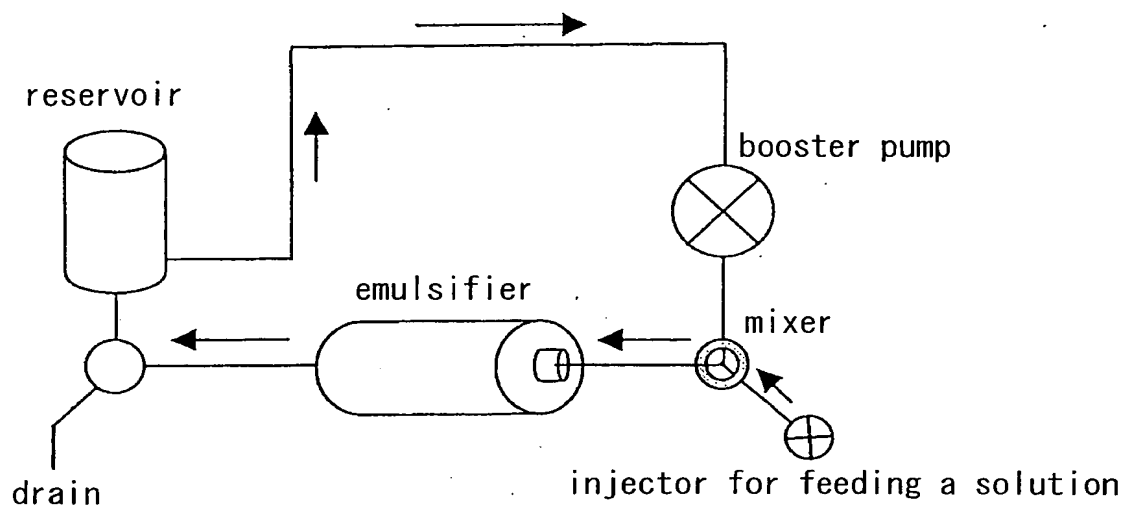 reservoir
booster pump
emulsifier
mixer
injector for feeding a solution
drain